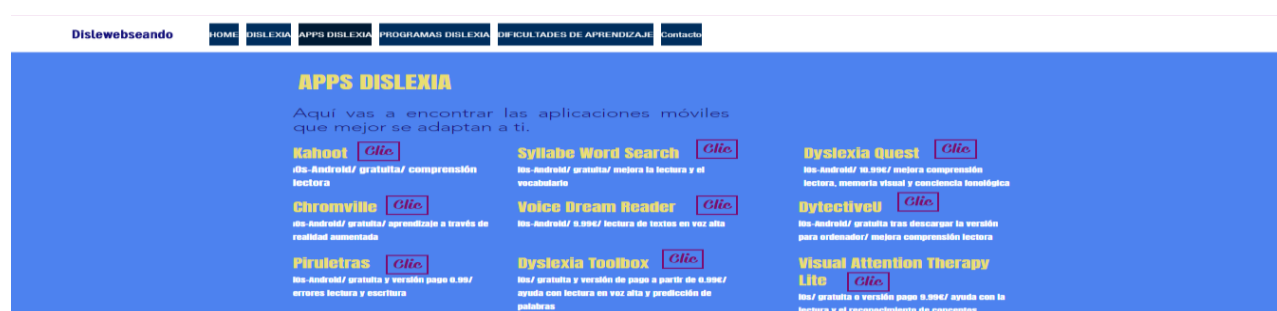 Dislewebseando
HOME DISLEXIA APPS DISLEXIA PROGRAMAS DISLEXIA DIFICULTADES DE APRENDIZAJE Contacto
APPS DISLEXIA
Aquí vas a encontrar las aplicaciones móviles
que mejor se adaptan a ti.
Kahoot Clic
iOs-Android/ gratuita/ comprensión
lectora
Syllabe Word Search Clic
iOs-Android/ gratuita/ mejora la lectura y el
vocabulario
Dyslexia Quest Clic
iOs-Android/ 10.99€/ mejora comprensión
lectora, memoria visual y conciencia fonológica
Chromville Clic
iOs-Android/ gratuita/ aprendizaje a través de
realidad aumentada
Voice Dream Reader Clic
iOs-Android/ 9.99€/ lectura de textos en voz alta
DytectiveU Clic
iOs-Android/ gratuita tras descargar la versión
para ordenador/ mejora comprensión lectora
Piruletras Clic
iOs-Android/ gratuita y versión pago 0.99/
errores lectura y escritura
Dyslexia Toolbox Clic
iOs/ gratuita y versión de pago a partir de 0.99€/
ayuda con lectura en voz alta y predicción de
palabras
Visual Attention Therapy
Lite Clic
iOs/ gratuita o versión pago 9.99€/ ayuda con la
lectura y el reconocimiento de conceptos